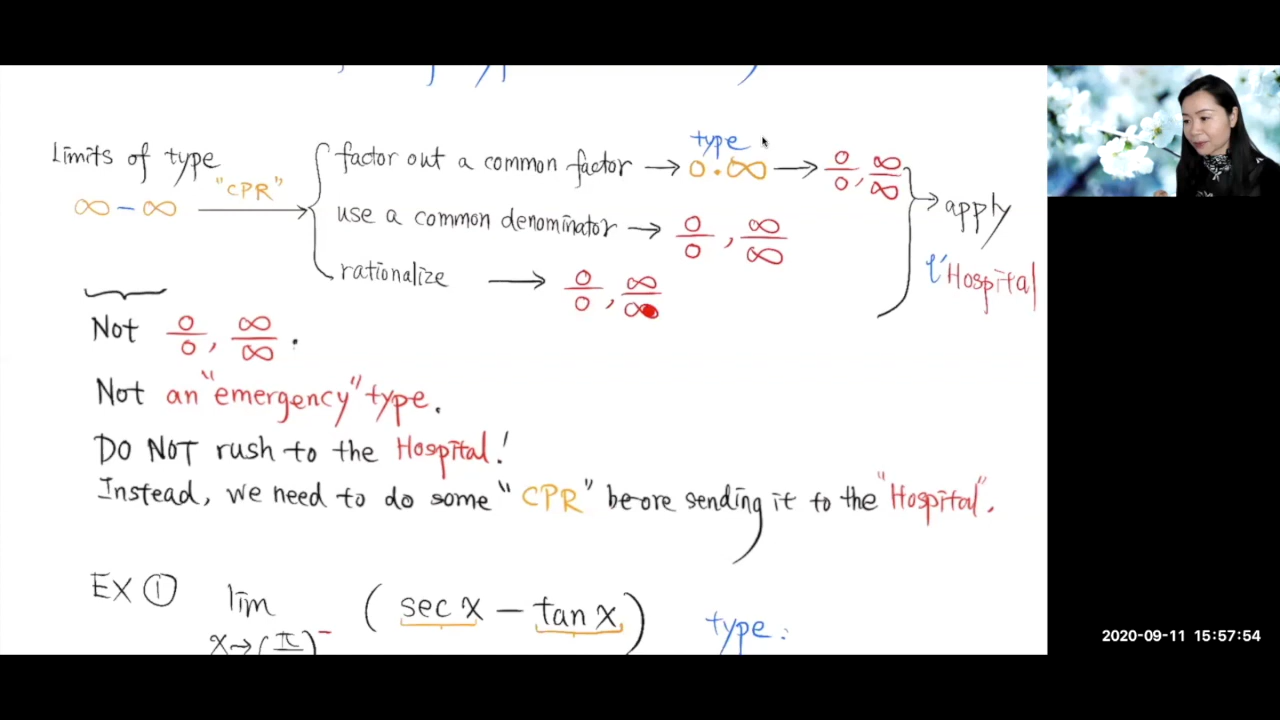 Limits of type
∞ − ∞
"CPR"
factor out a common factor → 0 · ∞ → 0/0, ∞/∞
type
use a common denominator → 0/0, ∞/∞
rationalize → 0/0, ∞/∞
apply
l'Hospital
Not 0/0, ∞/∞.
Not an "emergency" type.
DO NOT rush to the Hospital!
Instead, we need to do some "CPR" beore sending it to the "Hospital".
EX ① lim x→(π)⁻ (sec x − tan x) type:
2020-09-11 15:57:54